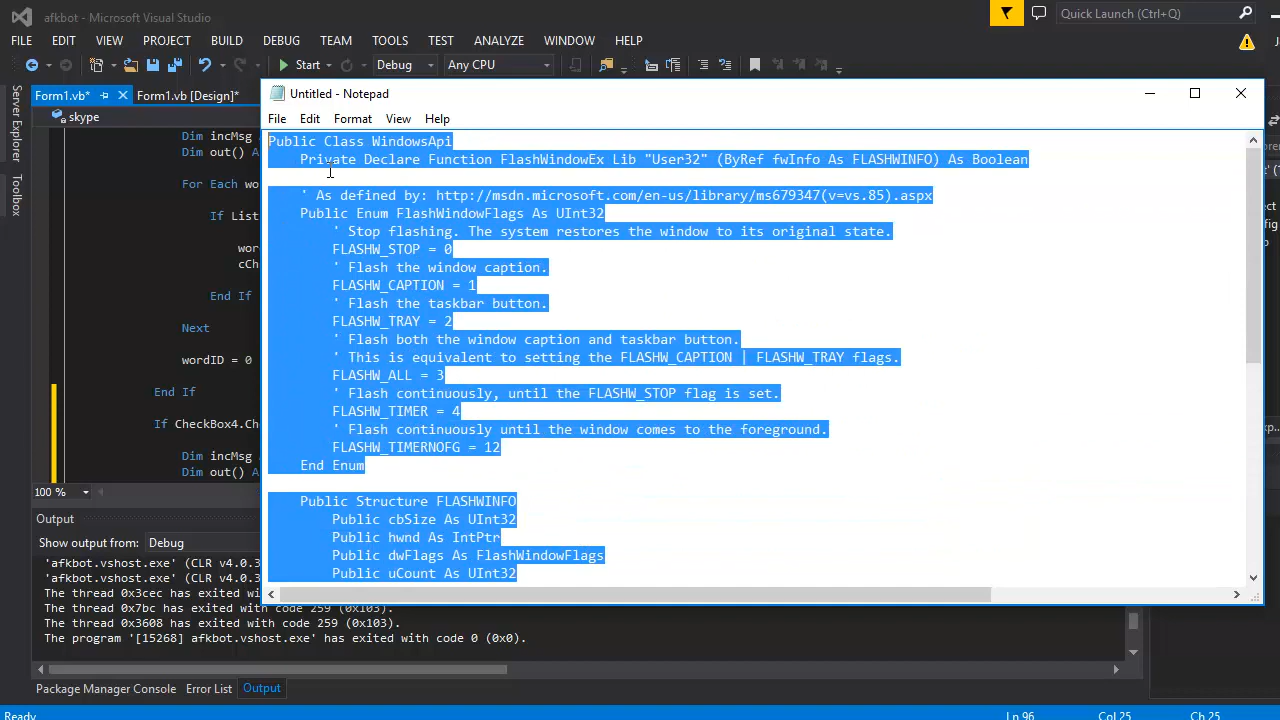 afkbot - Microsoft Visual Studio
Quick Launch (Ctrl+Q)
FILE EDIT VIEW PROJECT BUILD DEBUG TEAM TOOLS TEST ANALYZE WINDOW HELP
Start Debug Any CPU
Form1.vb* Form1.vb [Design]*
Server Explorer
Toolbox
skype
Dim incMsg
Dim out()
For Each wo
If List
wor
cCh
End If
Next
wordID = 0
End If
If CheckBox4.Che
Dim incMsg
Dim out()
100 %
Untitled - Notepad
File Edit Format View Help
Public Class WindowsApi
Private Declare Function FlashWindowEx Lib "User32" (ByRef fwInfo As FLASHWINFO) As Boolean
' As defined by: http://msdn.microsoft.com/en-us/library/ms679347(v=vs.85).aspx
Public Enum FlashWindowFlags As UInt32
' Stop flashing. The system restores the window to its original state.
FLASHW_STOP = 0
' Flash the window caption.
FLASHW_CAPTION = 1
' Flash the taskbar button.
FLASHW_TRAY = 2
' Flash both the window caption and taskbar button.
' This is equivalent to setting the FLASHW_CAPTION | FLASHW_TRAY flags.
FLASHW_ALL = 3
' Flash continuously, until the FLASHW_STOP flag is set.
FLASHW_TIMER = 4
' Flash continuously until the window comes to the foreground.
FLASHW_TIMERNOFG = 12
End Enum
Public Structure FLASHWINFO
Public cbSize As UInt32
Public hwnd As IntPtr
Public dwFlags As FlashWindowFlags
Public uCount As UInt32
Output
Show output from: Debug
'afkbot.vshost.exe' (CLR v4.0.3
'afkbot.vshost.exe' (CLR v4.0.3
The thread 0x3cec has exited with
The thread 0x7bc has exited with code 259 (0x103).
The thread 0x3608 has exited with code 259 (0x103).
The program '[15268] afkbot.vshost.exe' has exited with code 0 (0x0).
Package Manager Console Error List Output
Ready Ln 96 Col 25 Ch 25